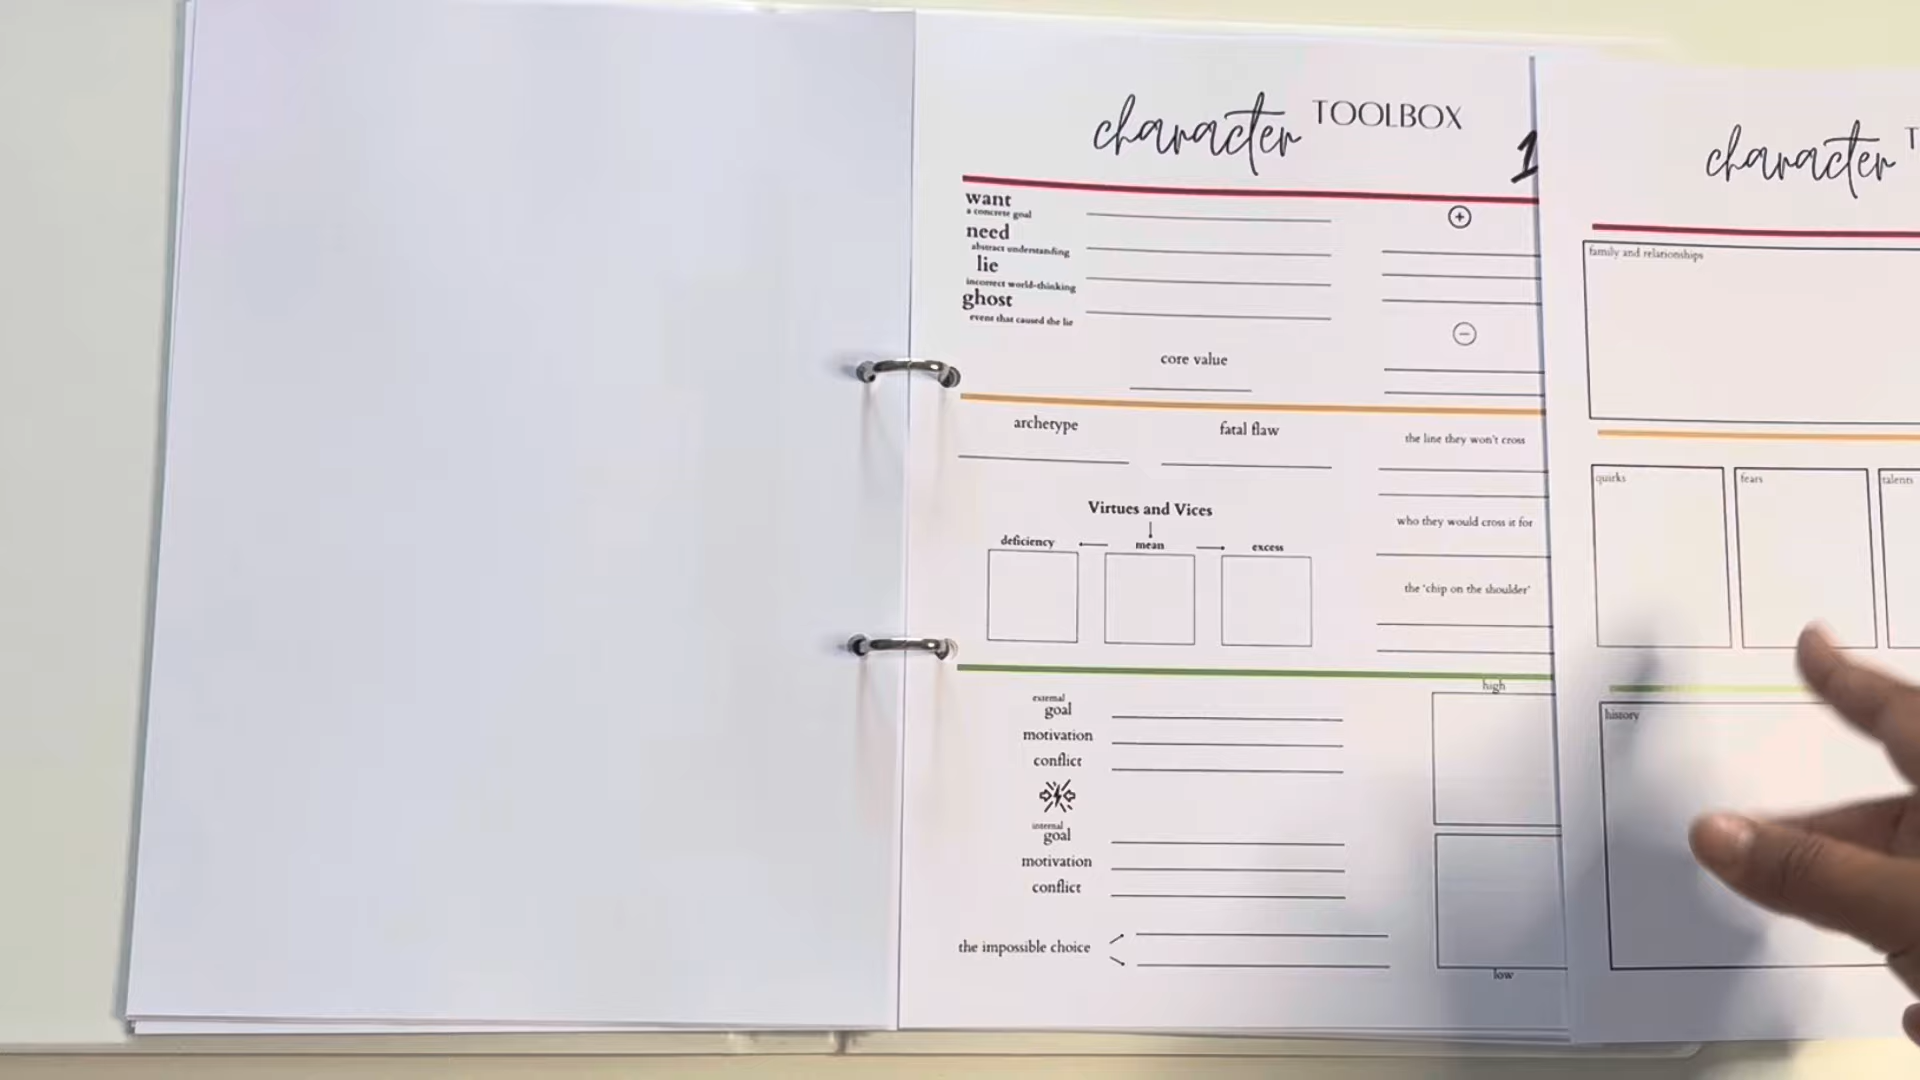 character TOOLBOX
1
want
a concrete goal
need
abstract understanding
lie
incorrect world-thinking
ghost
event that caused the lie
+
−
core value
archetype
fatal flaw
the line they won't cross
who they would cross it for
the 'chip on the shoulder'
Virtues and Vices
deficiency
mean
excess
external
goal
motivation
conflict
internal
goal
motivation
conflict
the impossible choice
high
low
character T
family and relationships
quirks
fears
talents
history